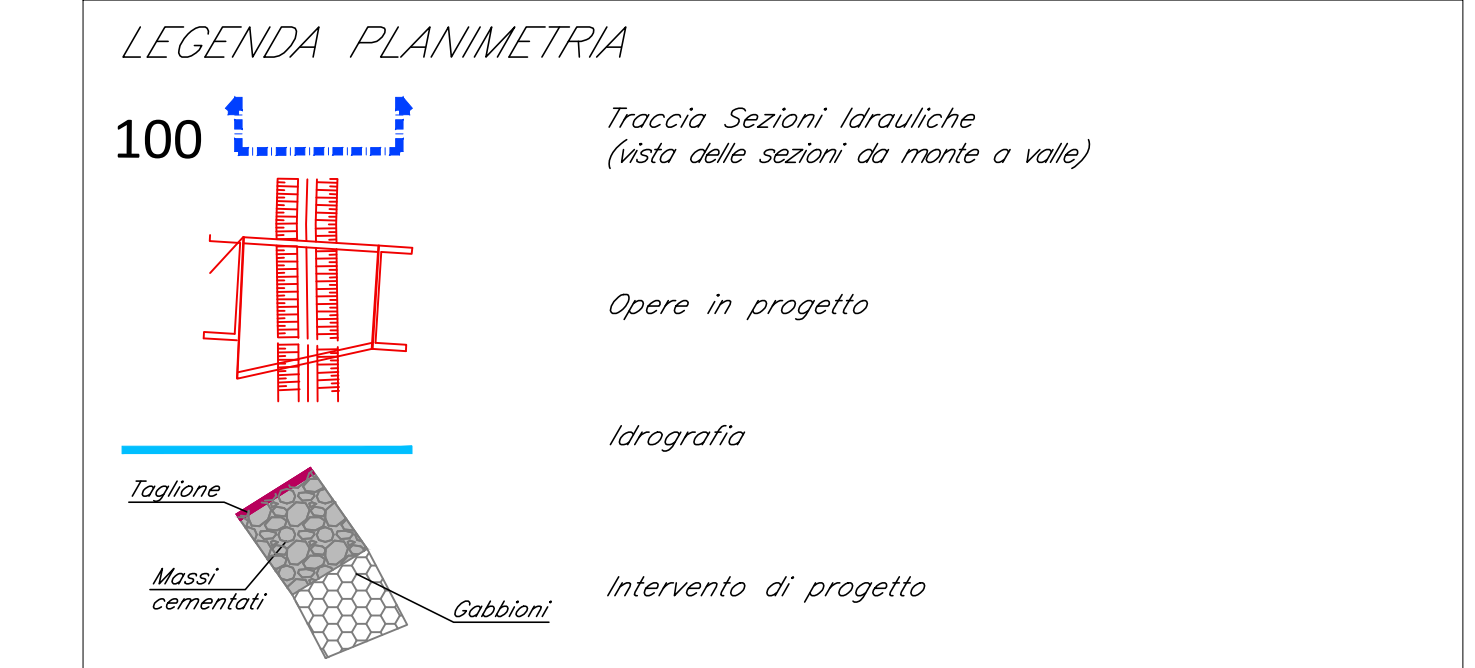 LEGENDA PLANIMETRIA
100
Traccia Sezioni Idrauliche
(vista delle sezioni da monte a valle)
Opere in progetto
Idrografia
Taglione
Massi
cementati
Gabbioni
Intervento di progetto